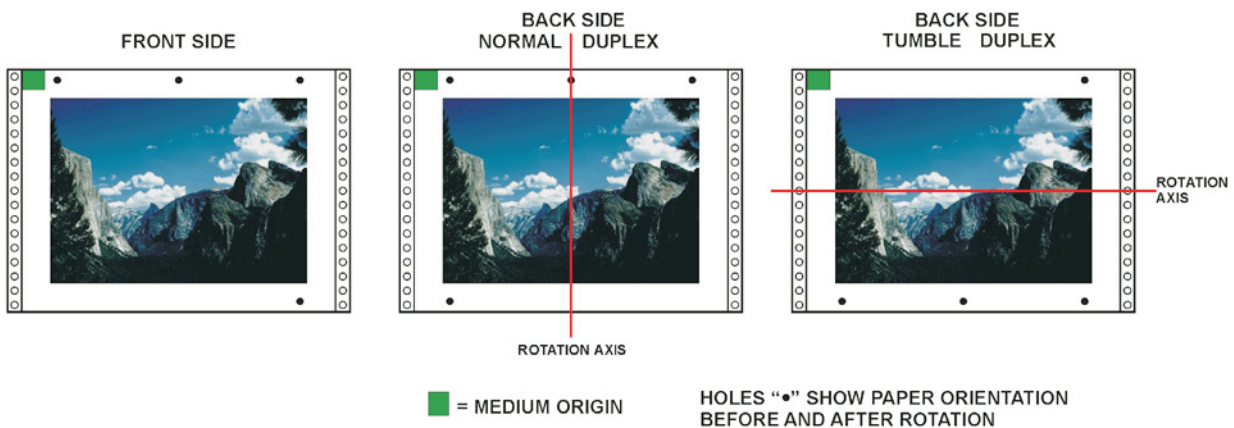 FRONT SIDE
BACK SIDE
NORMAL DUPLEX
BACK SIDE
TUMBLE DUPLEX
ROTATION
AXIS
ROTATION AXIS
= MEDIUM ORIGIN
HOLES “•” SHOW PAPER ORIENTATION
BEFORE AND AFTER ROTATION